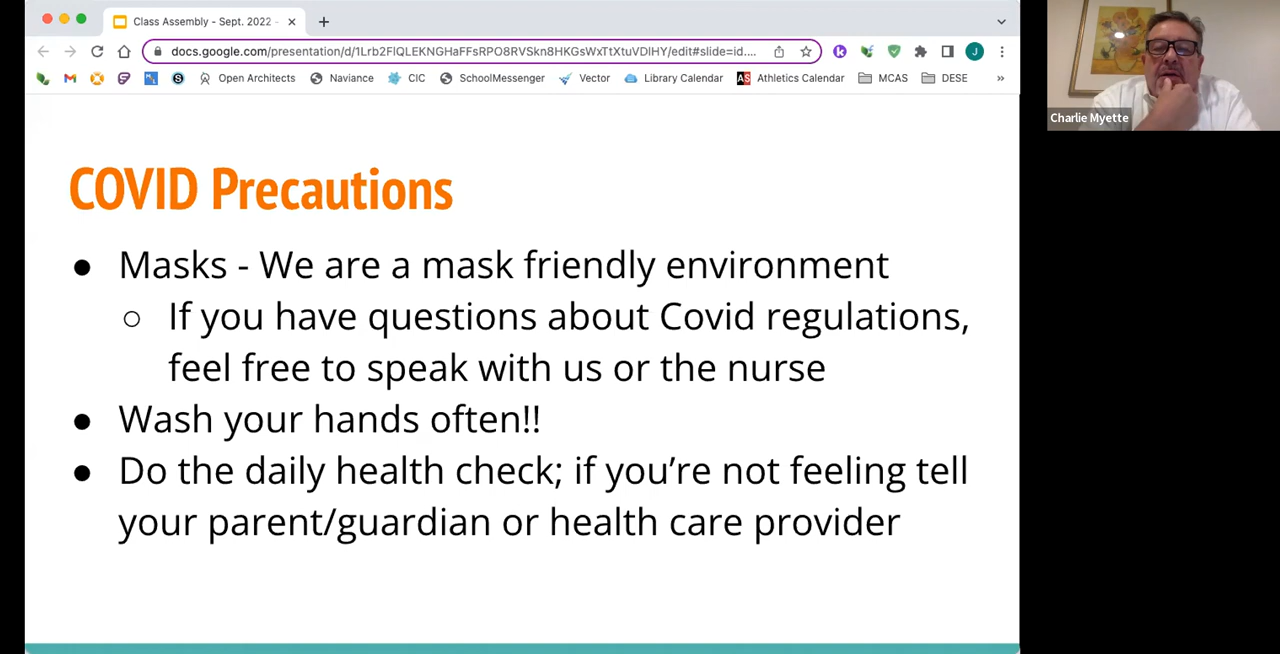 Class Assembly - Sept. 2022 -
docs.google.com/presentation/d/1Lrb2FlQLEKNGHaFFsRPO8RVSkn8HKGsWxTtXtuVDlHY/edit#slide=id....
J
Open Architects Naviance CIC SchoolMessenger Vector Library Calendar AS Athletics Calendar MCAS DESE »
Charlie Myette
COVID Precautions
● Masks - We are a mask friendly environment
○ If you have questions about Covid regulations,
feel free to speak with us or the nurse
● Wash your hands often!!
● Do the daily health check; if you’re not feeling tell
your parent/guardian or health care provider